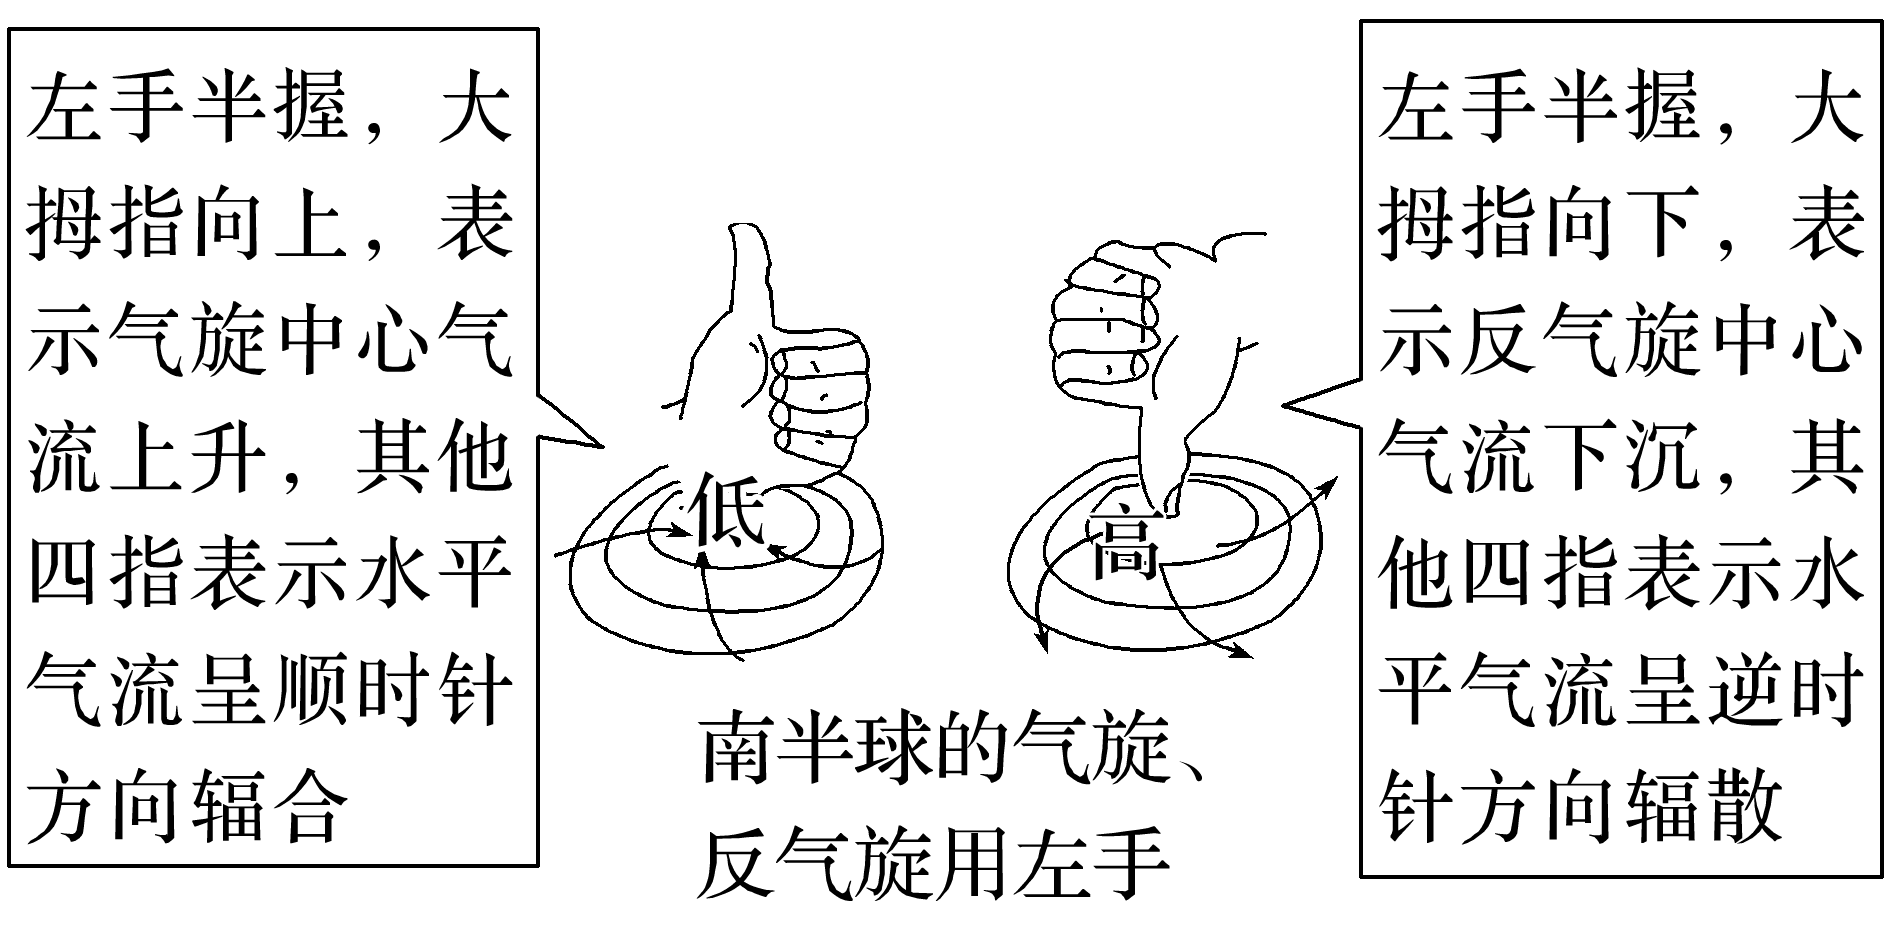 左手半握，大
拇指向上，表
示气旋中心气
流上升，其他
四指表示水平
气流呈顺时针
方向辐合
低
高
南半球的气旋、
反气旋用左手
左手半握，大
拇指向下，表
示反气旋中心
气流下沉，其
他四指表示水
平气流呈逆时
针方向辐散